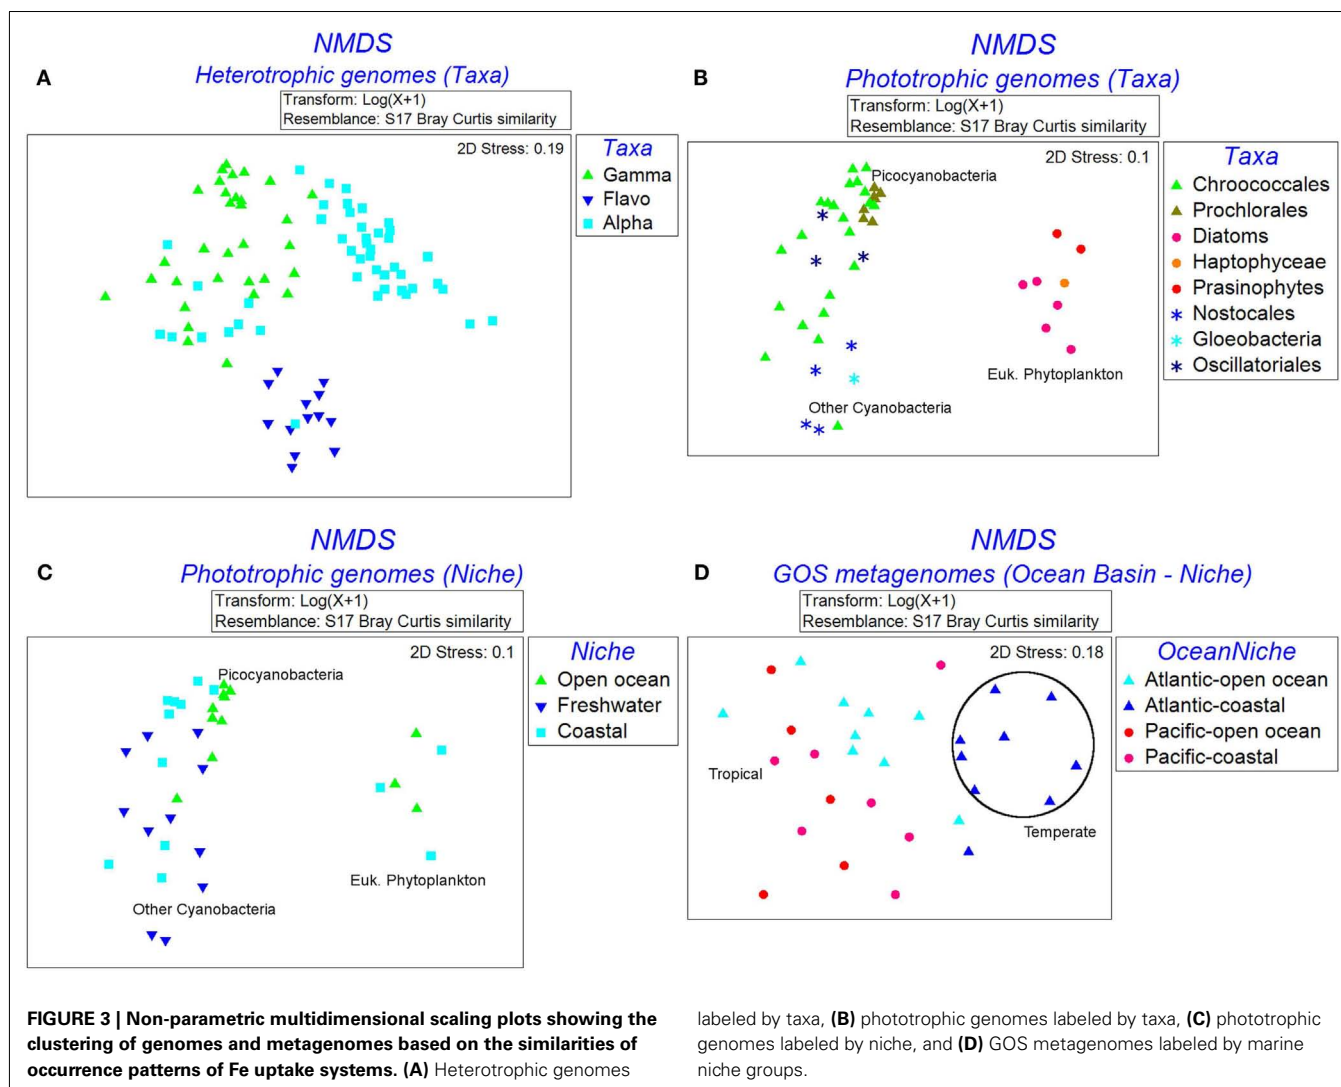 NMDS
A
Heterotrophic genomes (Taxa)
Transform: Log(X+1)
Resemblance: S17 Bray Curtis similarity
2D Stress: 0.19
Taxa
Gamma
Flavo
Alpha
NMDS
B
Phototrophic genomes (Taxa)
Transform: Log(X+1)
Resemblance: S17 Bray Curtis similarity
2D Stress: 0.1
Picocyanobacteria
Euk. Phytoplankton
Other Cyanobacteria
Taxa
Chroococcales
Prochlorales
Diatoms
Haptophyceae
Prasinophytes
Nostocales
Gloeobacteria
Oscillatoriales
NMDS
C
Phototrophic genomes (Niche)
Transform: Log(X+1)
Resemblance: S17 Bray Curtis similarity
2D Stress: 0.1
Picocyanobacteria
Euk. Phytoplankton
Other Cyanobacteria
Niche
Open ocean
Freshwater
Coastal
NMDS
D
GOS metagenomes (Ocean Basin - Niche)
Transform: Log(X+1)
Resemblance: S17 Bray Curtis similarity
2D Stress: 0.18
Tropical
Temperate
OceanNiche
Atlantic-open ocean
Atlantic-coastal
Pacific-open ocean
Pacific-coastal
FIGURE 3 | Non-parametric multidimensional scaling plots showing the
clustering of genomes and metagenomes based on the similarities of
occurrence patterns of Fe uptake systems. (A) Heterotrophic genomes
labeled by taxa, (B) phototrophic genomes labeled by taxa, (C) phototrophic
genomes labeled by niche, and (D) GOS metagenomes labeled by marine
niche groups.